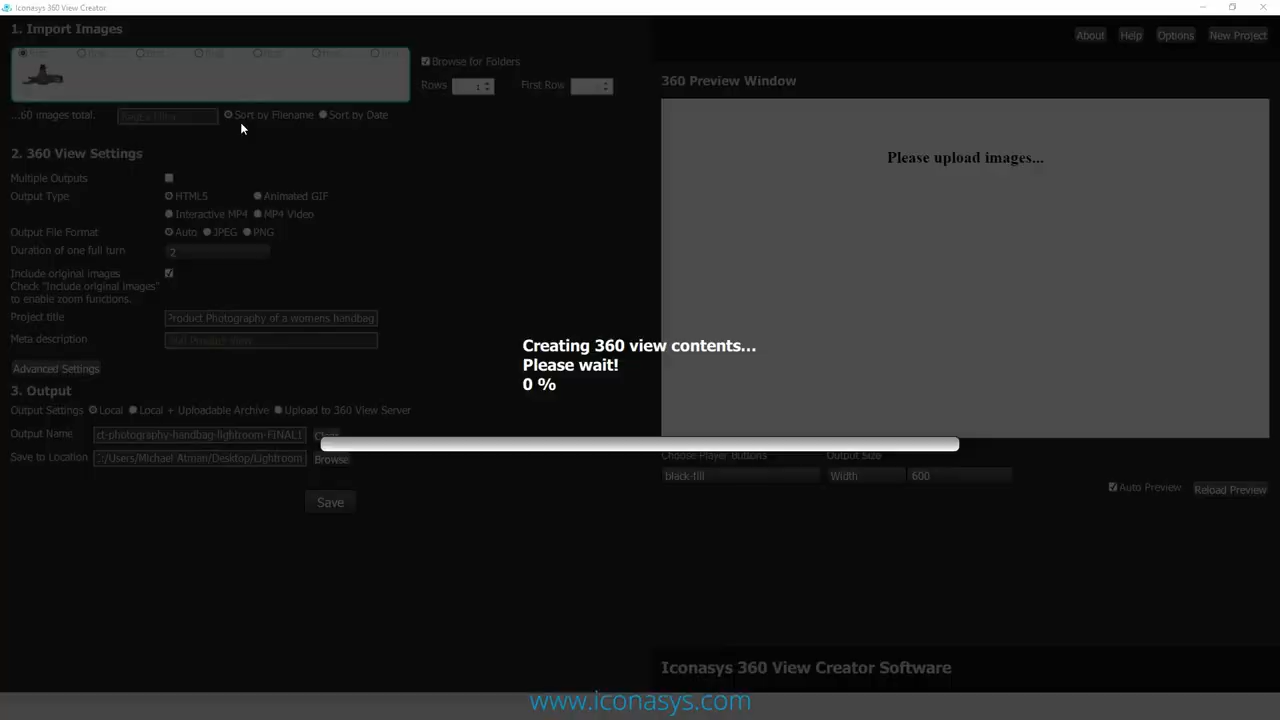 Iconasys 360 View Creator
1. Import Images
About
Help
Options
New Project
Browse for Folders
Rows
1
First Row
...60 images total.
Sort by Filename
Sort by Date
360 Preview Window
Please upload images...
2. 360 View Settings
Multiple Outputs
Output Type
HTML5
Animated GIF
Interactive MP4
MP4 Video
Output File Format
Auto
JPEG
PNG
Duration of one full turn
2
Include original images
Check "Include original images"
to enable zoom functions.
Project title
Product Photography of a womens handbag
Meta description
Advanced Settings
Creating 360 view contents...
Please wait!
0 %
3. Output
Output Settings
Local
Local + Uploadable Archive
Upload to 360 View Server
Output Name
ct-photography-handbag-lightroom-FINAL1
Save to Location
:/Users/Michael Atman/Desktop/Lightroom
Browse
Save
Choose Player Buttons
Output Size
black-fill
Width
600
Auto Preview
Reload Preview
Iconasys 360 View Creator Software
www.iconasys.com